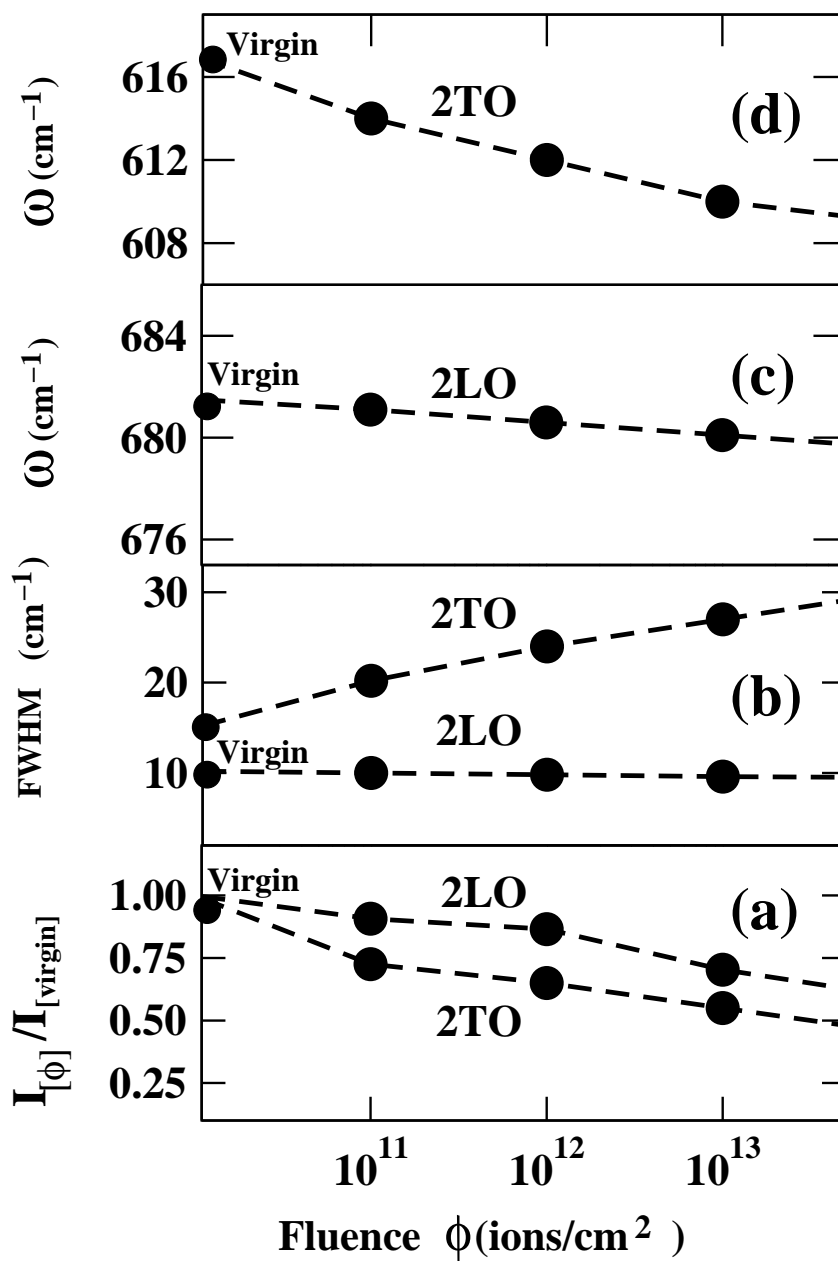 Virgin
616
2TO
(d)
612
608
ω (cm⁻¹)
684
Virgin
2LO
(c)
680
676
ω (cm⁻¹)
30
2TO
20
(b)
2LO
Virgin
10
FWHM (cm⁻¹)
Virgin
1.00
2LO
(a)
0.75
0.50
2TO
0.25
I[ϕ]/I[virgin]
10¹¹ 10¹² 10¹³
Fluence ϕ(ions/cm²)